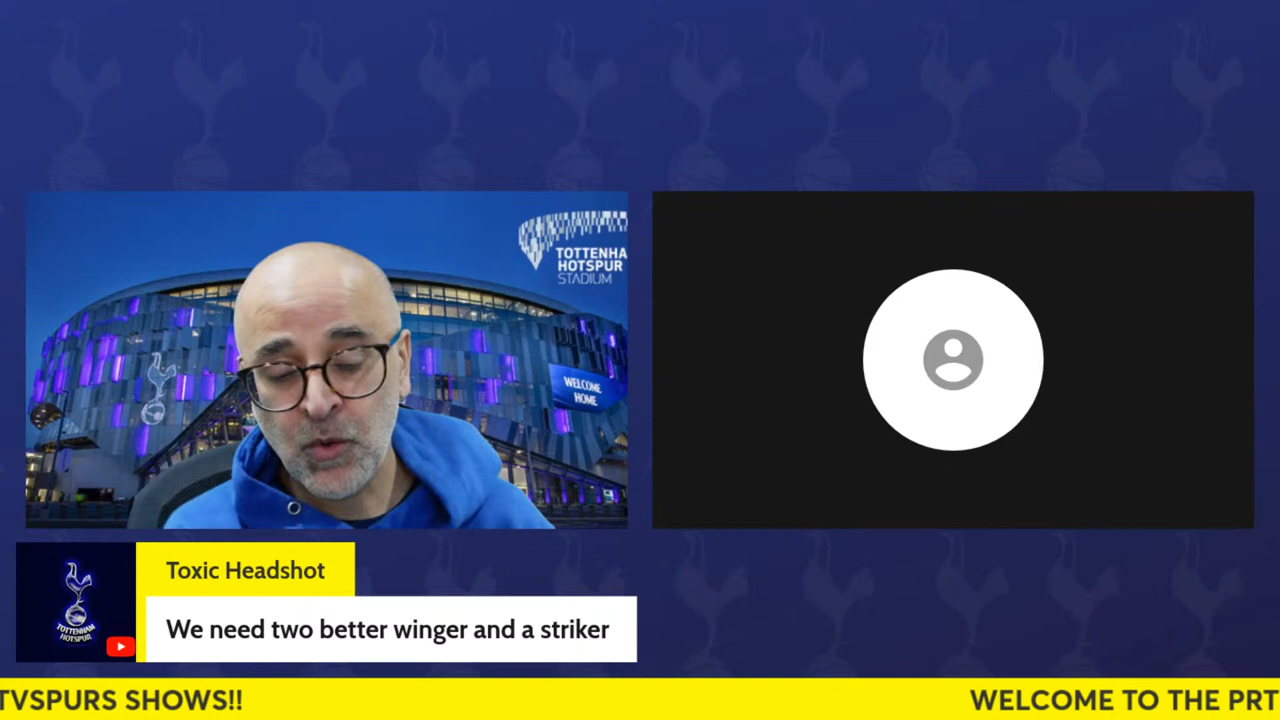 TOTTENHA
HOTSPUR
STADIUM
WELCOME
HOME
TOTTENHAM
HOTSPUR
Toxic Headshot
We need two better winger and a striker
TVSPURS SHOWS!!
WELCOME TO THE PRT